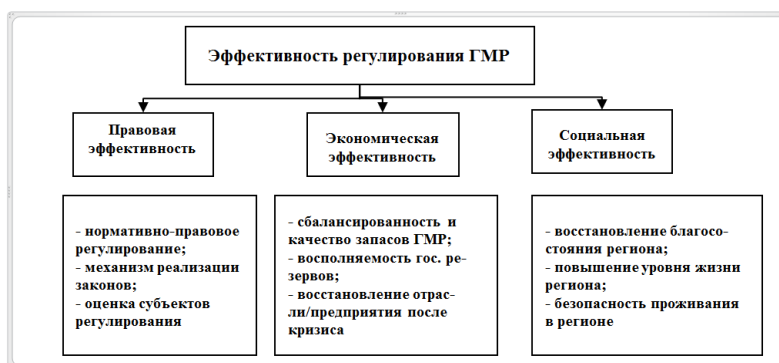 Эффективность регулирования ГМР
Правовая
эффективность
Экономическая
эффективность
Социальная
эффективность
- нормативно-правовое
регулирование;
- механизм реализации
законов;
- оценка субъектов
регулирования
- сбалансированность и
качество запасов ГМР;
- восполняемость гос. ре-
зервов;
- восстановление отрас-
ли/предприятия после
кризиса
- восстановление благосо-
стояния региона;
- повышение уровня жизни
региона;
- безопасность проживания
в регионе